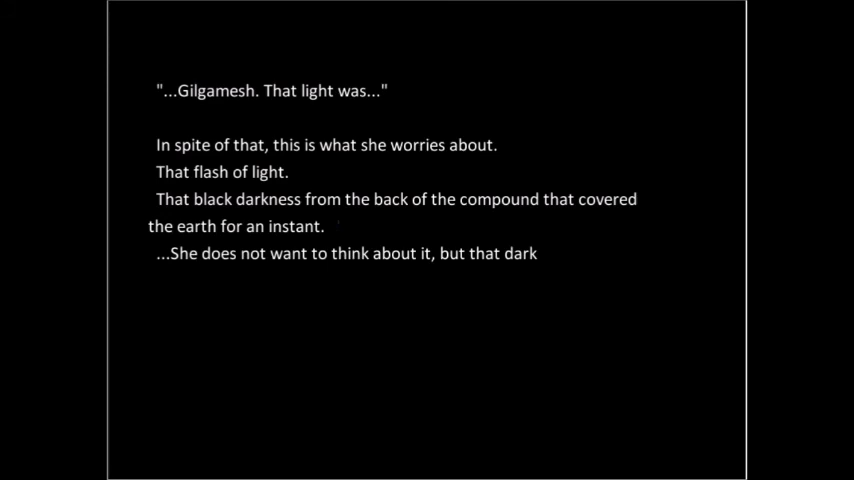 "...Gilgamesh. That light was..."
In spite of that, this is what she worries about.
That flash of light.
That black darkness from the back of the compound that covered
the earth for an instant.
...She does not want to think about it, but that dark